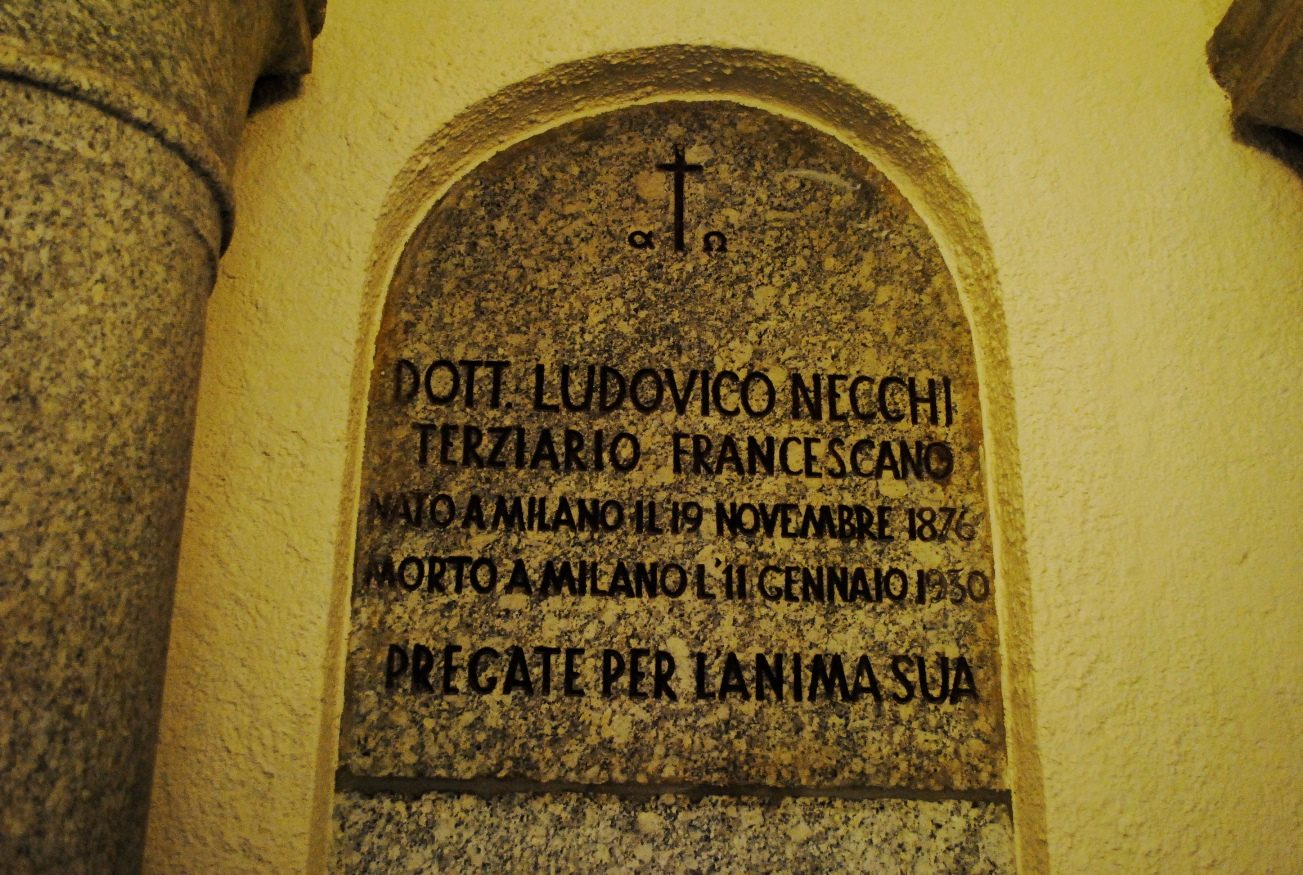 α Ω
DOTT. LUDOVICO NECCHI
TERZIARIO FRANCESCANO
NATO A MILANO IL 19 NOVEMBRE 1876
MORTO A MILANO L'11 GENNAIO 1930
PREGATE PER L'ANIMA SUA